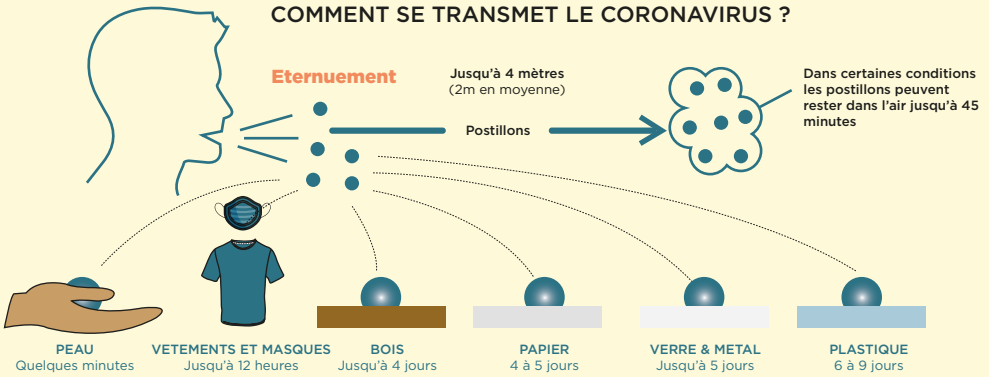 COMMENT SE TRANSMET LE CORONAVIRUS ?
Eternuement
Jusqu'à 4 mètres
(2m en moyenne)
Postillons
Dans certaines conditions
les postillons peuvent
rester dans l'air jusqu'à 45
minutes
PEAU
Quelques minutes
VETEMENTS ET MASQUES
Jusqu'à 12 heures
BOIS
Jusqu'à 4 jours
PAPIER
4 à 5 jours
VERRE & METAL
Jusqu'à 5 jours
PLASTIQUE
6 à 9 jours